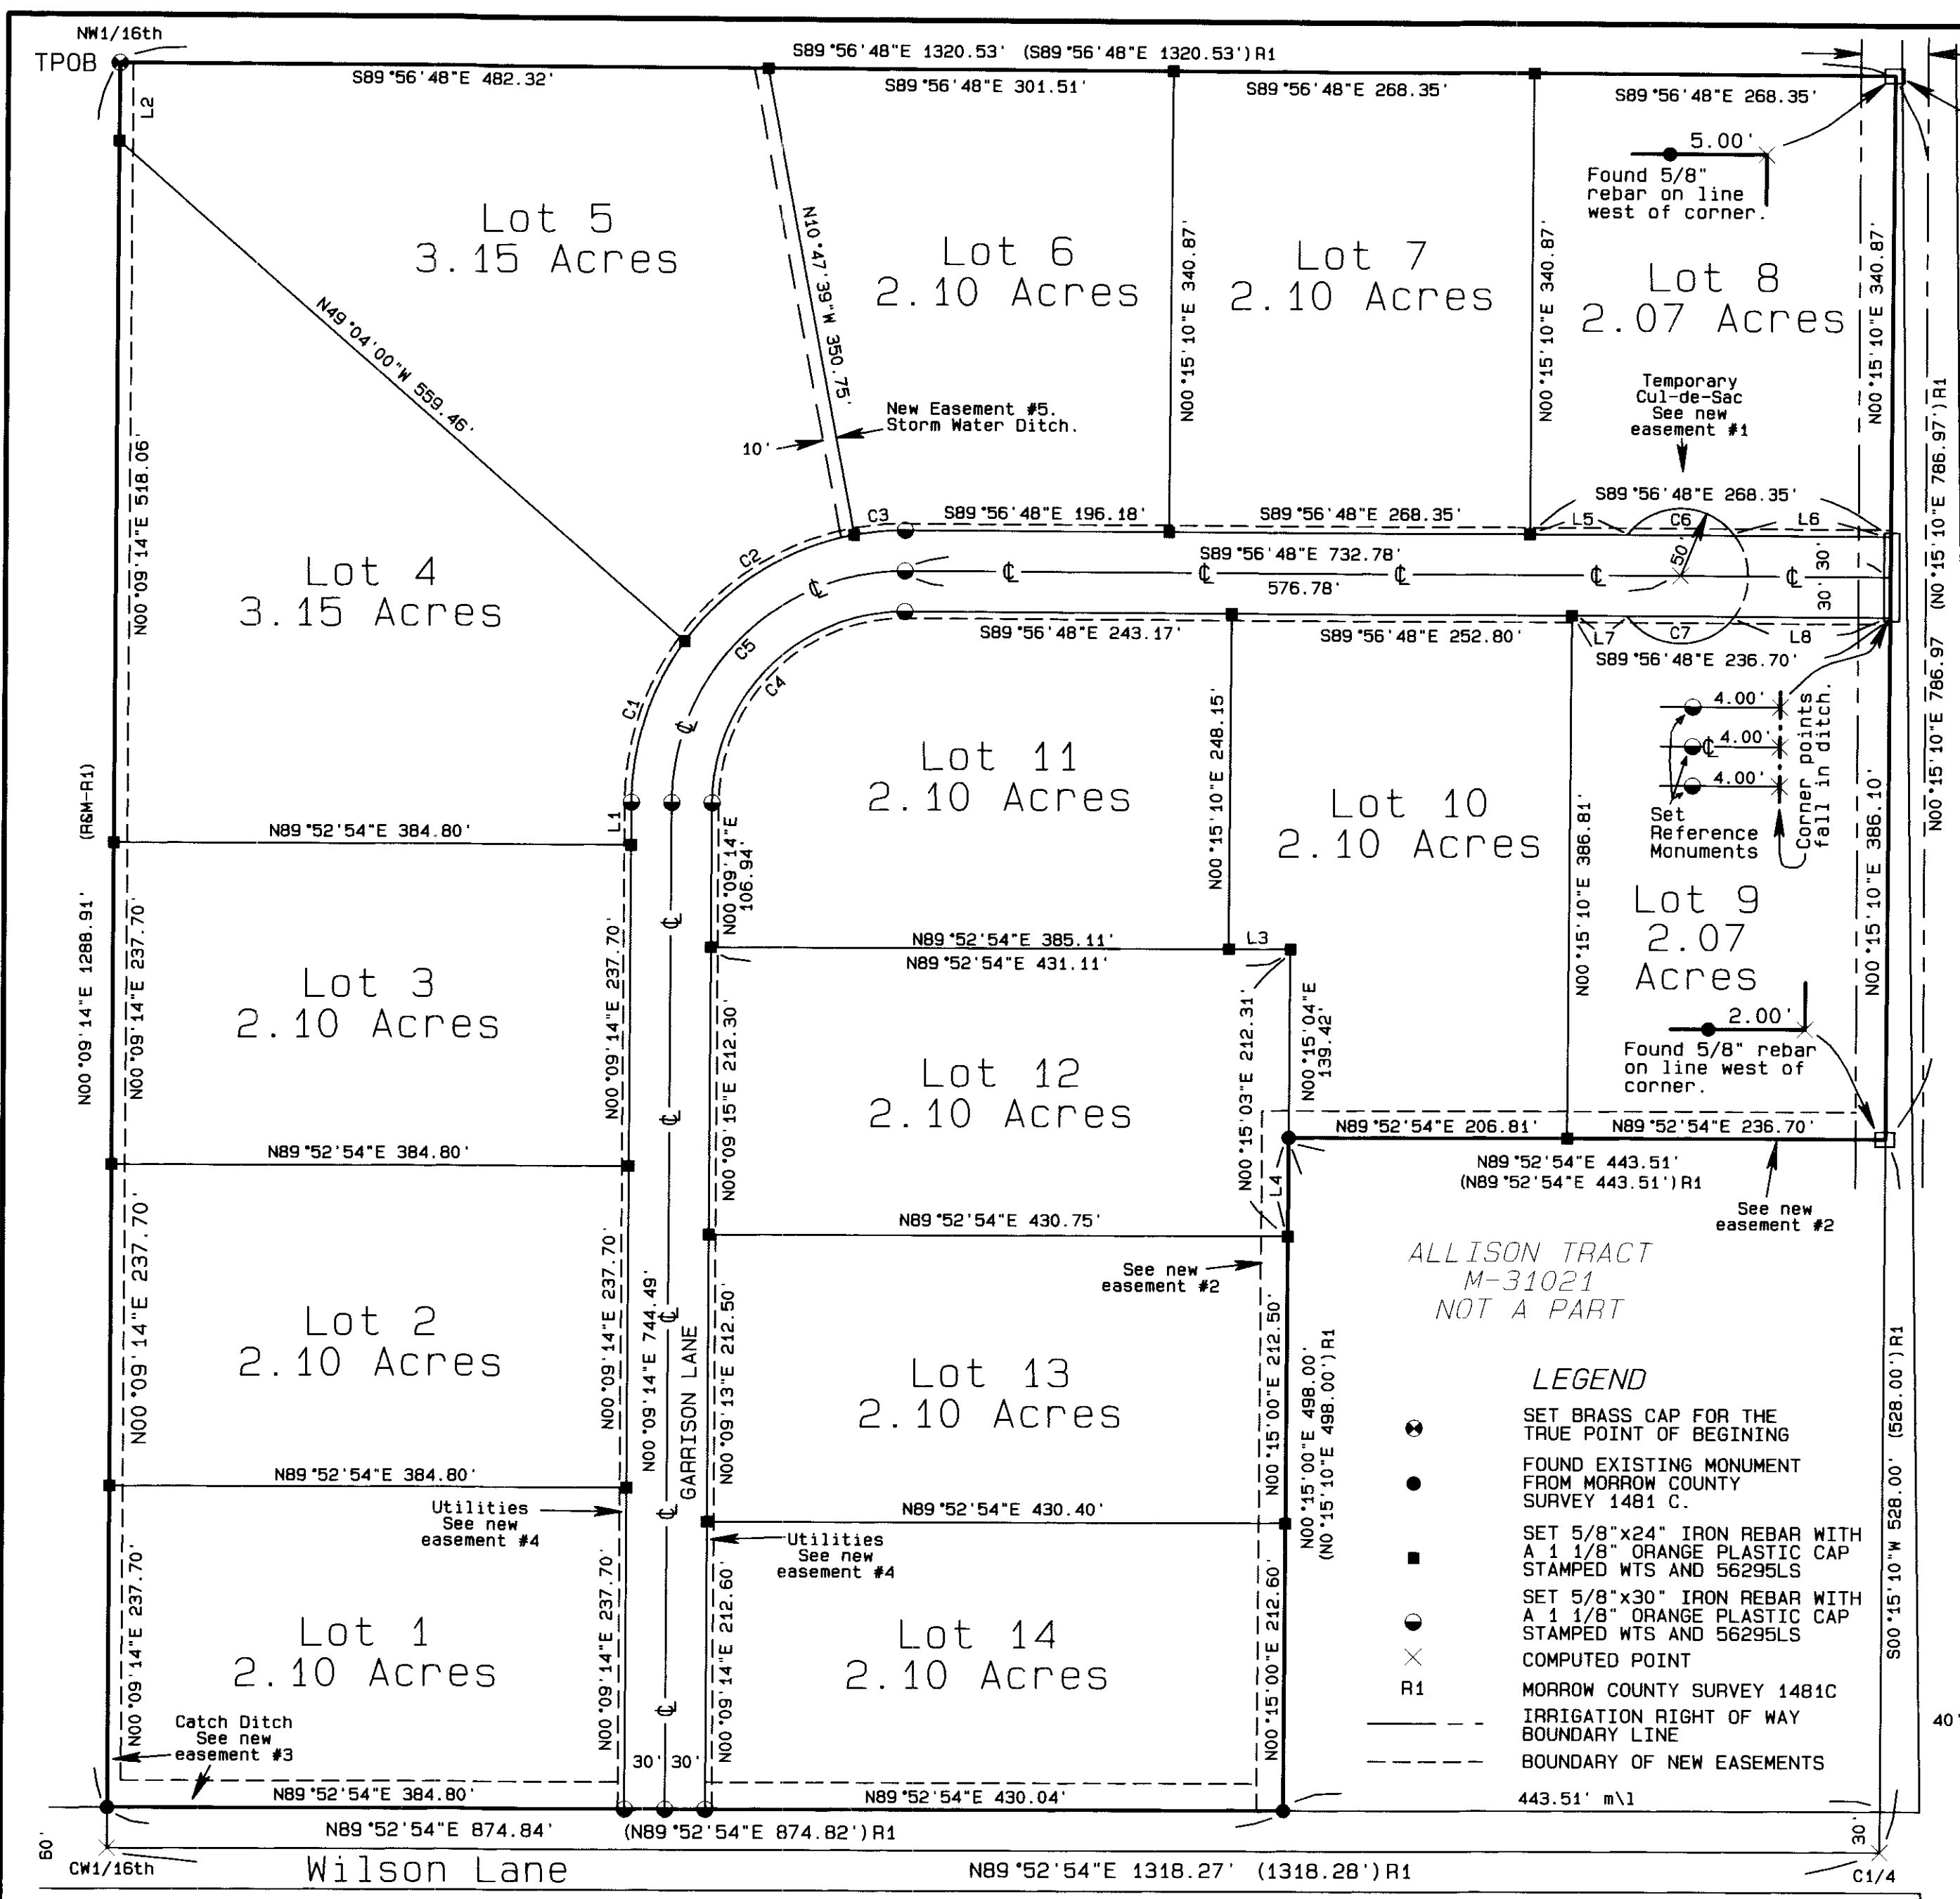 NW1/16th
TPOB
S89°56'48"E 1320.53' (S89°56'48"E 1320.53')R1
S89°56'48"E 482.32'
S89°56'48"E 301.51'
S89°56'48"E 268.35'
S89°56'48"E 268.35'
L2
5.00'
Found 5/8"
rebar on line
west of corner.
Lot 5
3.15 Acres
N10°47'39"W 350.75'
Lot 6
2.10 Acres
N00°15'10"E 340.87'
Lot 7
2.10 Acres
N00°15'10"E 340.87'
Lot 8
2.07 Acres
N00°15'10"E 340.87'
N49°04'00"W 559.46'
New Easement #5.
Storm Water Ditch.
10'
Temporary
Cul-de-Sac
See new
easement #1
N00°15'10"E 786.97 (N0°15'10"E 786.97')R1
N00°09'14"E 518.06'
S89°56'48"E 268.35'
C3
S89°56'48"E 196.18'
S89°56'48"E 268.35'
L5
C6
L6
C2
S89°56'48"E 732.78'
576.78'
50'
30' 30'
Lot 4
3.15 Acres
C5
S89°56'48"E 243.17'
S89°56'48"E 252.80'
L7
C7
L8
S89°56'48"E 236.70'
C4
C1
4.00'
4.00'
4.00'
Corner points
fall in ditch.
Set
Reference
Monuments
Lot 11
2.10 Acres
N00°15'10"E 248.15'
Lot 10
2.10 Acres
N00°15'10"E 386.81'
N00°15'10"E 386.10'
(R&M-R1)
N00°09'14"E 1288.91'
N89°52'54"E 384.80'
L1
N00°09'14"E
106.94'
Lot 9
2.07
Acres
N89°52'54"E 385.11'
L3
N89°52'54"E 431.11'
N00°09'14"E 237.70'
Lot 3
2.10 Acres
N00°09'14"E 237.70'
N00°09'15"E 212.30'
Lot 12
2.10 Acres
N00°15'03"E 212.31'
N00°15'04"E
139.42'
2.00'
Found 5/8" rebar
on line west of
corner.
N89°52'54"E 206.81'
N89°52'54"E 236.70'
N89°52'54"E 384.80'
N89°52'54"E 443.51'
(N89°52'54"E 443.51')R1
L4
See new
easement #2
N89°52'54"E 430.75'
N00°09'14"E 237.70'
Lot 2
2.10 Acres
N00°09'14"E 237.70'
N00°09'14"E 744.49'
GARRISON LANE
N00°09'13"E 212.50'
See new
easement #2
Lot 13
2.10 Acres
N00°15'00"E 212.50'
N00°15'00"E 498.00'
(N0°15'10"E 498.00')R1
ALLISON TRACT
M-31021
NOT A PART
S00°15'10"W 528.00' (528.00')R1
N89°52'54"E 384.80'
Utilities
See new
easement #4
N89°52'54"E 430.40'
Utilities
See new
easement #4
N00°09'14"E 237.70'
Lot 1
2.10 Acres
N00°09'14"E 237.70'
N00°09'14"E 212.60'
Lot 14
2.10 Acres
N00°15'00"E 212.60'
LEGEND
SET BRASS CAP FOR THE
TRUE POINT OF BEGINING
FOUND EXISTING MONUMENT
FROM MORROW COUNTY
SURVEY 1481 C.
SET 5/8"x24" IRON REBAR WITH
A 1 1/8" ORANGE PLASTIC CAP
STAMPED WTS AND 56295LS
SET 5/8"x30" IRON REBAR WITH
A 1 1/8" ORANGE PLASTIC CAP
STAMPED WTS AND 56295LS
COMPUTED POINT
R1 MORROW COUNTY SURVEY 1481C
IRRIGATION RIGHT OF WAY
BOUNDARY LINE
BOUNDARY OF NEW EASEMENTS
40'
Catch Ditch
See new
easement #3
30' 30'
N89°52'54"E 384.80'
N89°52'54"E 430.04'
443.51' m\l
N89°52'54"E 874.84' (N89°52'54"E 874.82')R1
60'
30'
CW1/16th
Wilson Lane
N89°52'54"E 1318.27' (1318.28')R1
C1/4